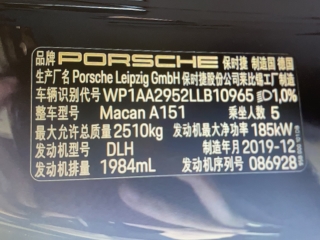 品牌 PORSCHE 保时捷 制造国 德国
生产厂名 Porsche Leipzig GmbH 保时捷股份公司莱比锡工厂制造
车辆识别代号 WP1AA2952LLB10965 1,0%
整车型号 Macan A151 乘坐人数 5
最大允许总质量 2510kg 发动机最大净功率 185kW
发动机型号 DLH 制造年月 2019-12
发动机排量 1984mL 发动机序列号 086928